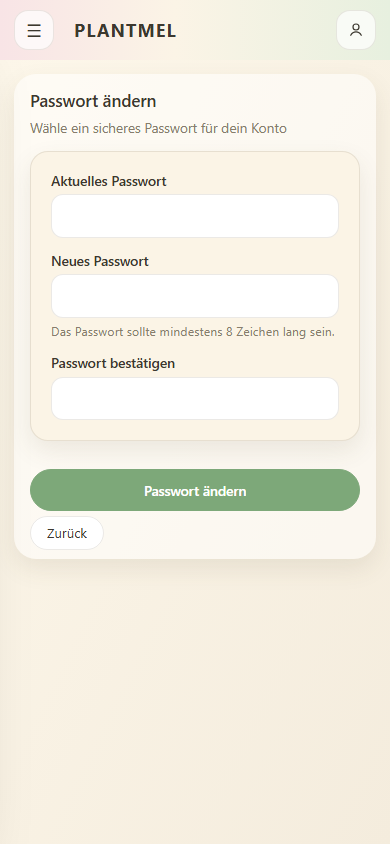 PLANTMEL
Passwort ändern
Wähle ein sicheres Passwort für dein Konto
Aktuelles Passwort
Neues Passwort
Das Passwort sollte mindestens 8 Zeichen lang sein.
Passwort bestätigen
Passwort ändern
Zurück